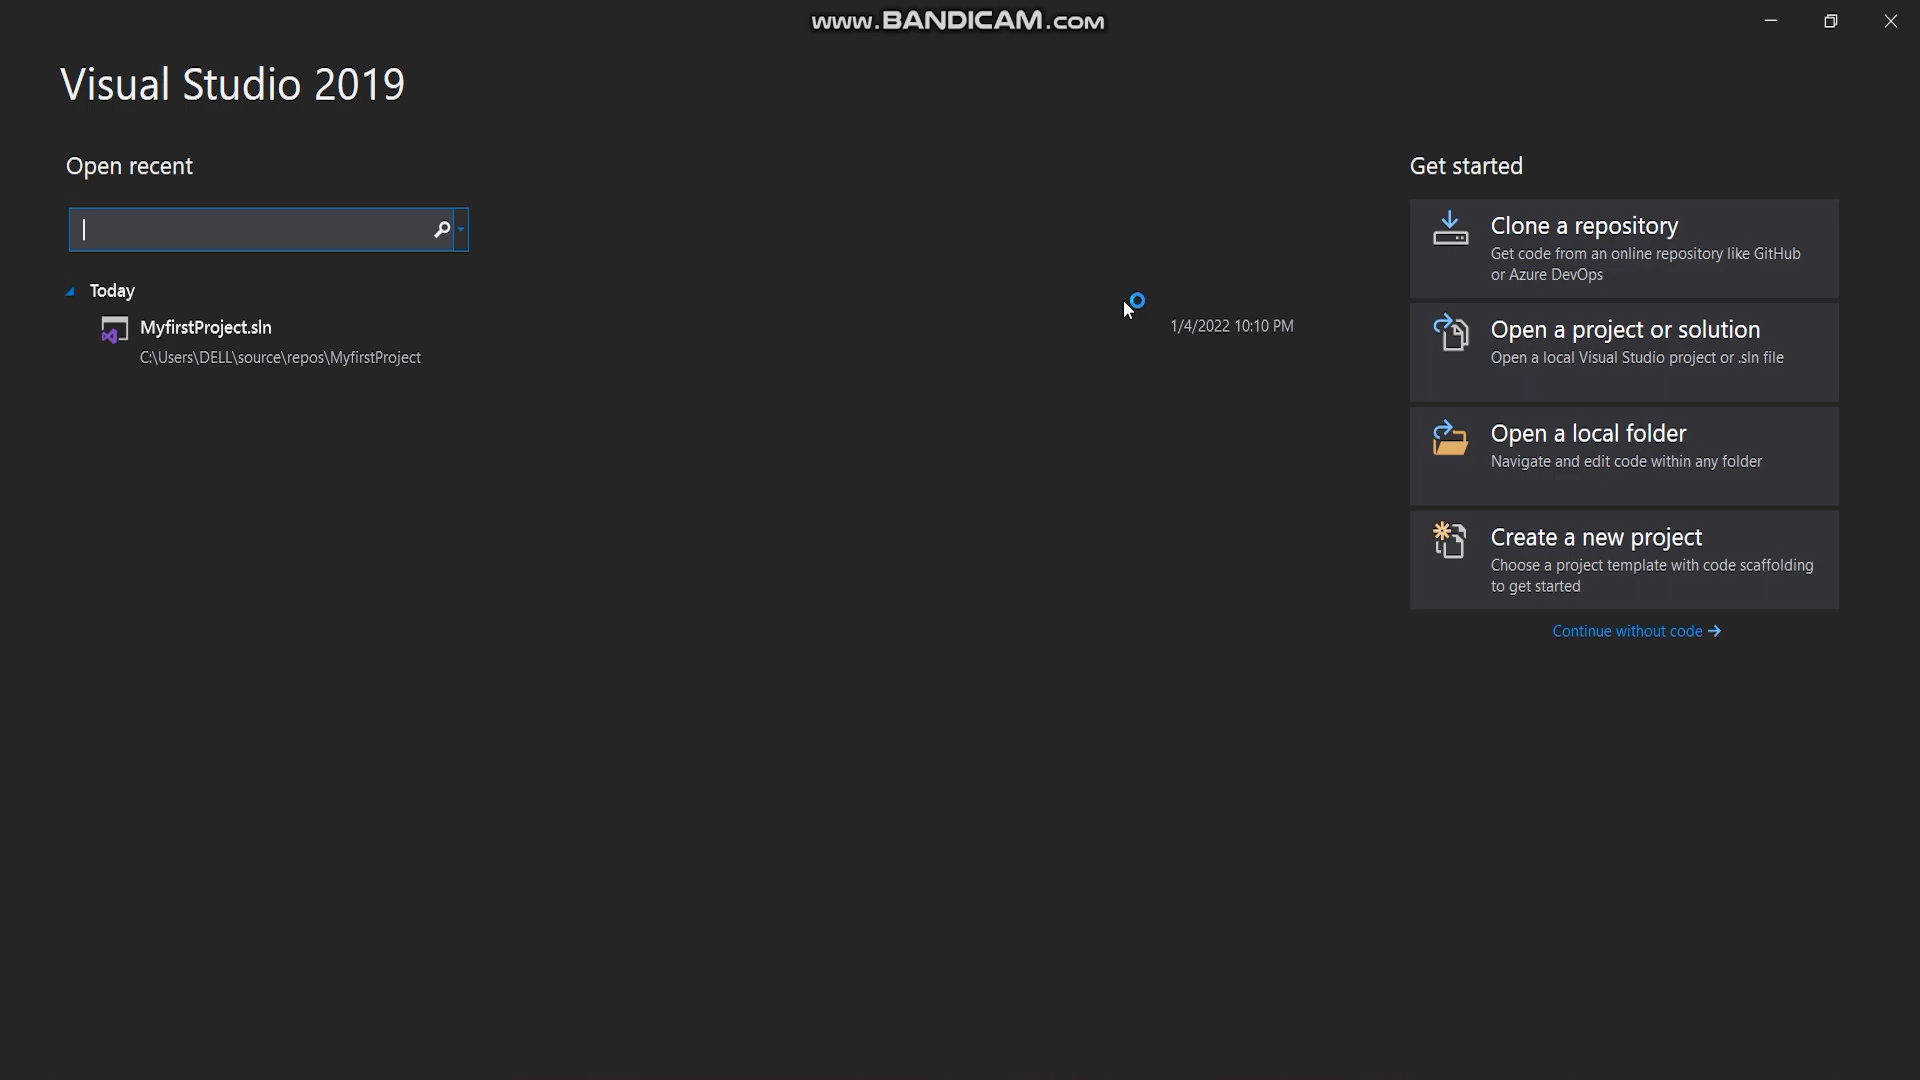 www.BANDICAM.com
Visual Studio 2019
Open recent
Today
MyfirstProject.sln
1/4/2022 10:10 PM
C:\Users\DELL\source\repos\MyfirstProject
Get started
Clone a repository
Get code from an online repository like GitHub
or Azure DevOps
Open a project or solution
Open a local Visual Studio project or .sln file
Open a local folder
Navigate and edit code within any folder
Create a new project
Choose a project template with code scaffolding
to get started
Continue without code →